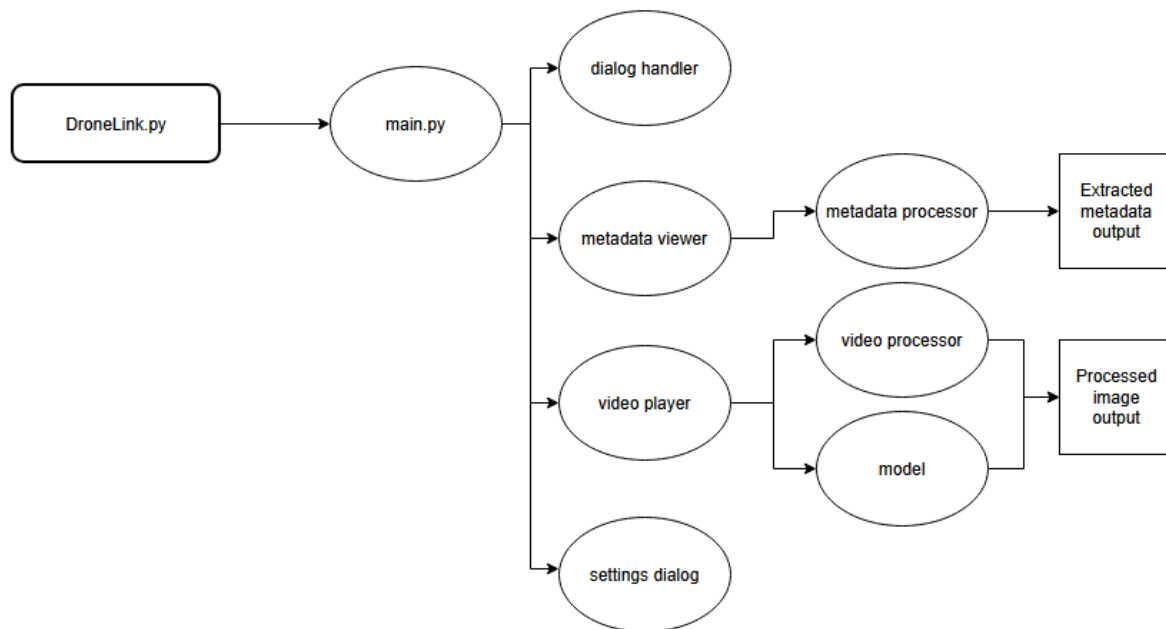 DroneLink.py
main.py
dialog handler
metadata viewer
metadata processor
Extracted
metadata
output
video player
video processor
model
Processed
image
output
settings dialog